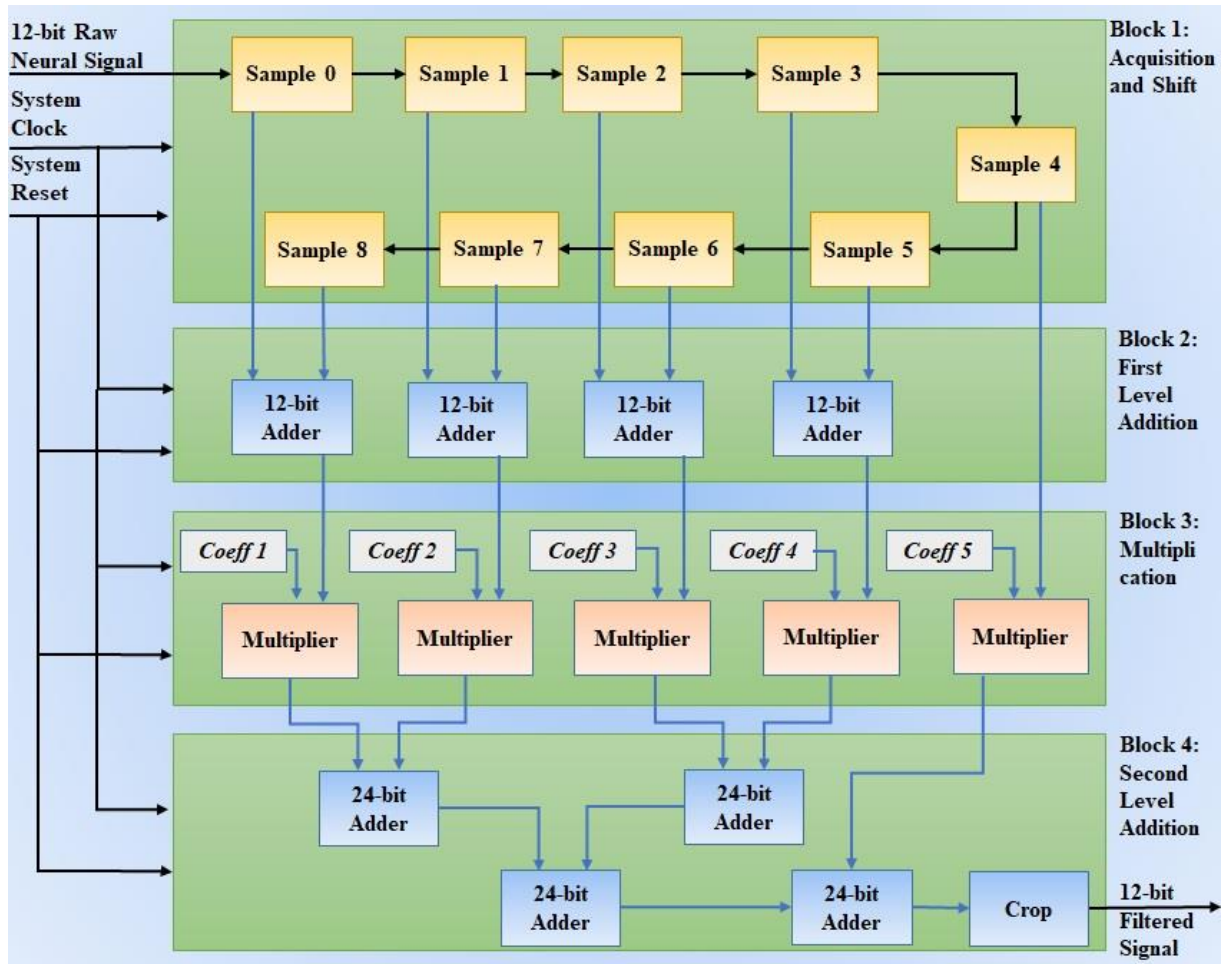 12-bit Raw
Neural Signal
System
Clock
System
Reset
Block 1:
Acquisition
and Shift
Sample 0
Sample 1
Sample 2
Sample 3
Sample 4
Sample 8
Sample 7
Sample 6
Sample 5
Block 2:
First
Level
Addition
12-bit
Adder
12-bit
Adder
12-bit
Adder
12-bit
Adder
Block 3:
Multipli
cation
Coeff 1
Coeff 2
Coeff 3
Coeff 4
Coeff 5
Multiplier
Multiplier
Multiplier
Multiplier
Multiplier
Block 4:
Second
Level
Addition
24-bit
Adder
24-bit
Adder
24-bit
Adder
24-bit
Adder
Crop
12-bit
Filtered
Signal